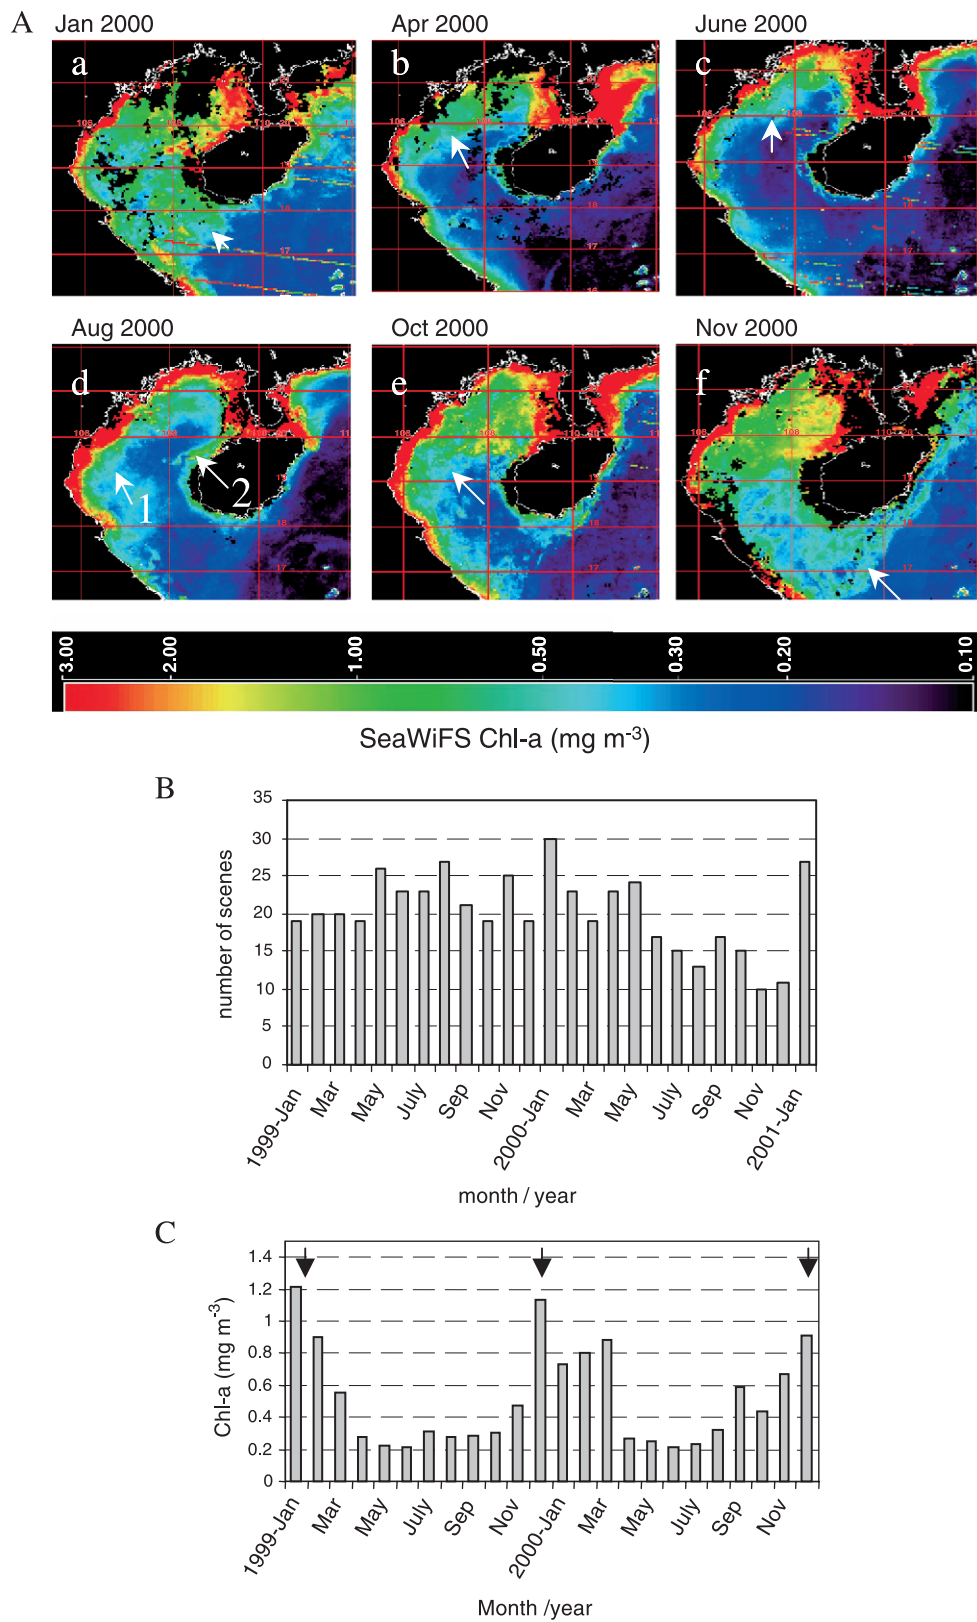 A
Jan 2000
Apr 2000
June 2000
a
b
c
Aug 2000
Oct 2000
Nov 2000
d
e
f
1
2
3.00
2.00
1.00
0.50
0.30
0.20
0.10
SeaWiFS Chl-a (mg m⁻³)
B
number of scenes
35
30
25
20
15
10
5
0
1999-Jan
Mar
May
July
Sep
Nov
2000-Jan
Mar
May
July
Sep
Nov
2001-Jan
month / year
C
Chl-a (mg m⁻³)
1.4
1.2
1
0.8
0.6
0.4
0.2
0
1999-Jan
Mar
May
July
Sep
Nov
2000-Jan
Mar
May
July
Sep
Nov
Month /year